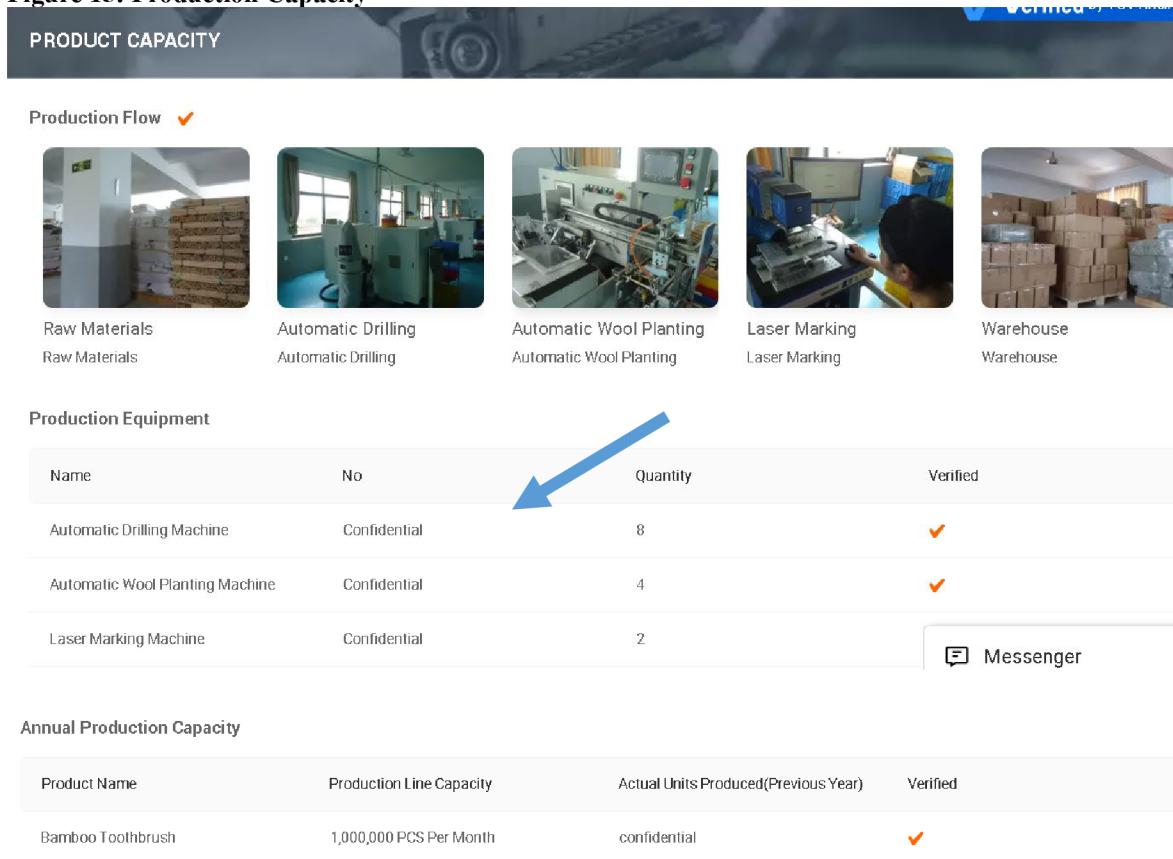 PRODUCT CAPACITY
Production Flow
Raw Materials Automatic Drilling Automatic Wool Planting Laser Marking Warehouse
Raw Materials Automatic Drilling Automatic Wool Planting Laser Marking Warehouse
Production Equipment
Name No Quantity Verified
Automatic Drilling Machine Confidential 8
Automatic Wool Planting Machine Confidential 4
Laser Marking Machine Confidential 2
Messenger
Annual Production Capacity
Product Name Production Line Capacity Actual Units Produced(Previous Year) Verified
Bamboo Toothbrush 1,000,000 PCS Per Month confidential